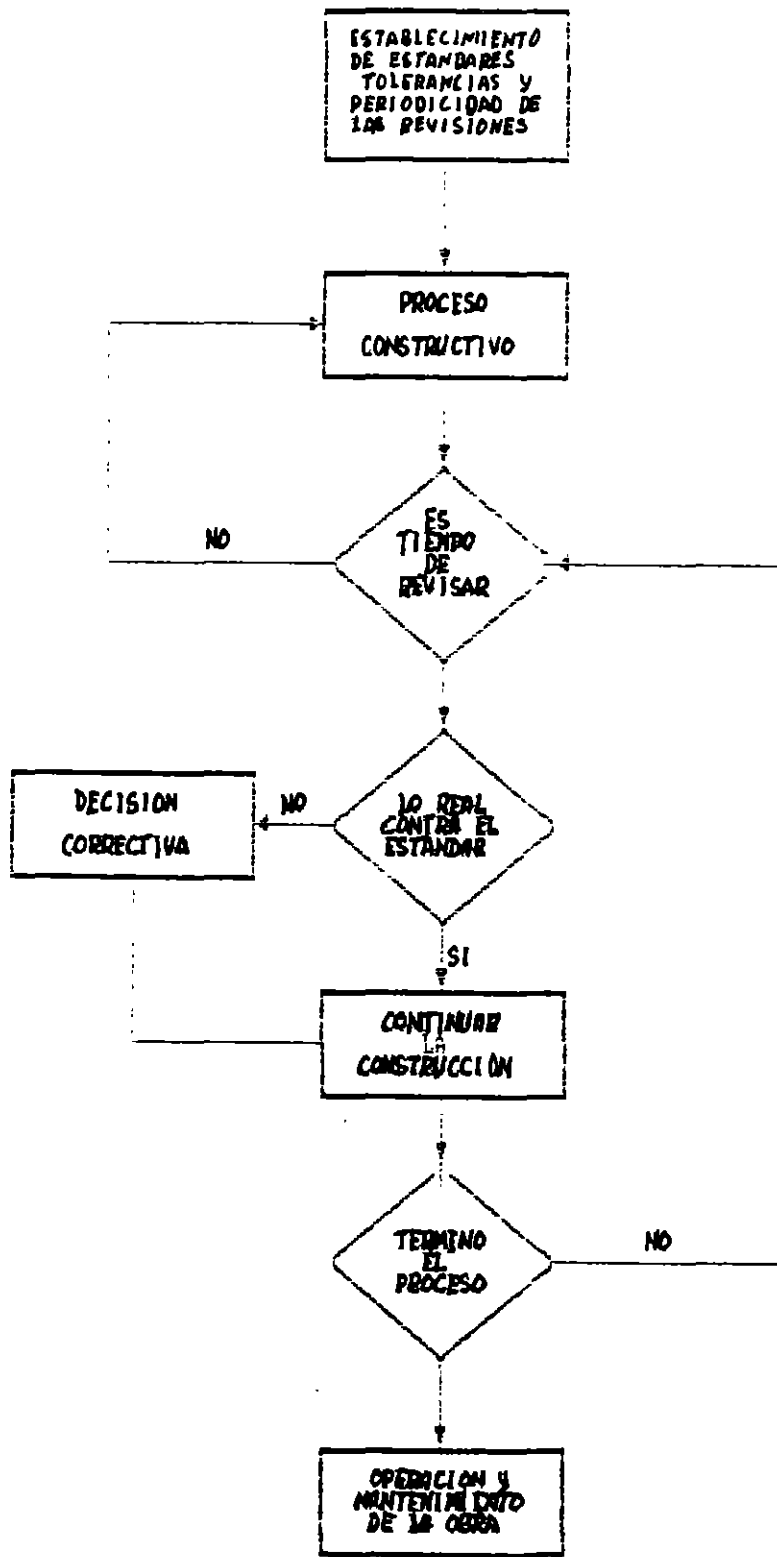 ESTABLECIMIENTO
DE ESTANDARES
TOLERANCIAS Y
PERIODICIDAD DE
LAS REVISIONES
PROCESO
CONSTRUCTIVO
ES
TIEMPO
DE
REVISAR
NO
LO REAL
CONTRA EL
ESTANDAR
NO
DECISION
CORRECTIVA
SI
CONTINUAR
LA
CONSTRUCCION
TERMINO
EL
PROCESO
NO
OPERACION Y
MANTENIMIENTO
DE LA OBRA